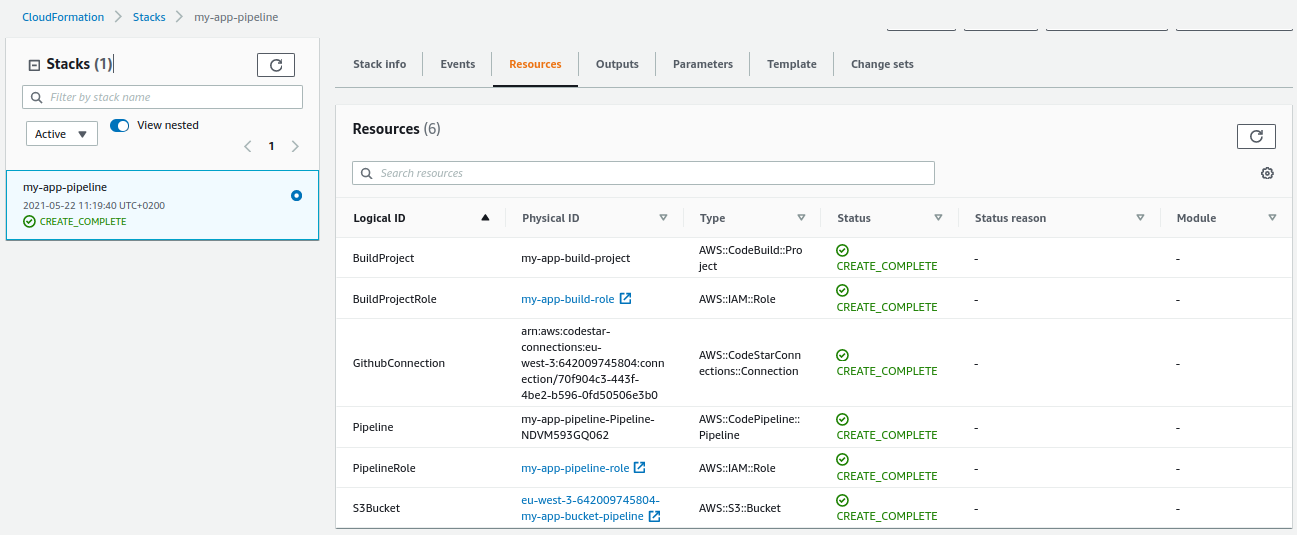 CloudFormation > Stacks > my-app-pipeline
Stacks (1)
Filter by stack name
Active
View nested
1
my-app-pipeline
2021-05-22 11:19:40 UTC+0200
CREATE_COMPLETE
Stack info Events Resources Outputs Parameters Template Change sets
Resources (6)
Search resources
Logical ID Physical ID Type Status Status reason Module
BuildProject my-app-build-project AWS::CodeBuild::Pro
ject CREATE_COMPLETE - -
BuildProjectRole my-app-build-role AWS::IAM::Role CREATE_COMPLETE - -
GithubConnection arn:aws:codestar-
connections:eu-
west-3:642009745804:conn
ection/70f904c3-443f-
4be2-b596-0fd50506e3b0
AWS::CodeStarConn
ections::Connection
CREATE_COMPLETE - -
Pipeline my-app-pipeline-Pipeline-
NDVM593GQ062
AWS::CodePipeline::
Pipeline
CREATE_COMPLETE - -
PipelineRole my-app-pipeline-role AWS::IAM::Role CREATE_COMPLETE - -
S3Bucket eu-west-3-642009745804-
my-app-bucket-pipeline
AWS::S3::Bucket CREATE_COMPLETE - -